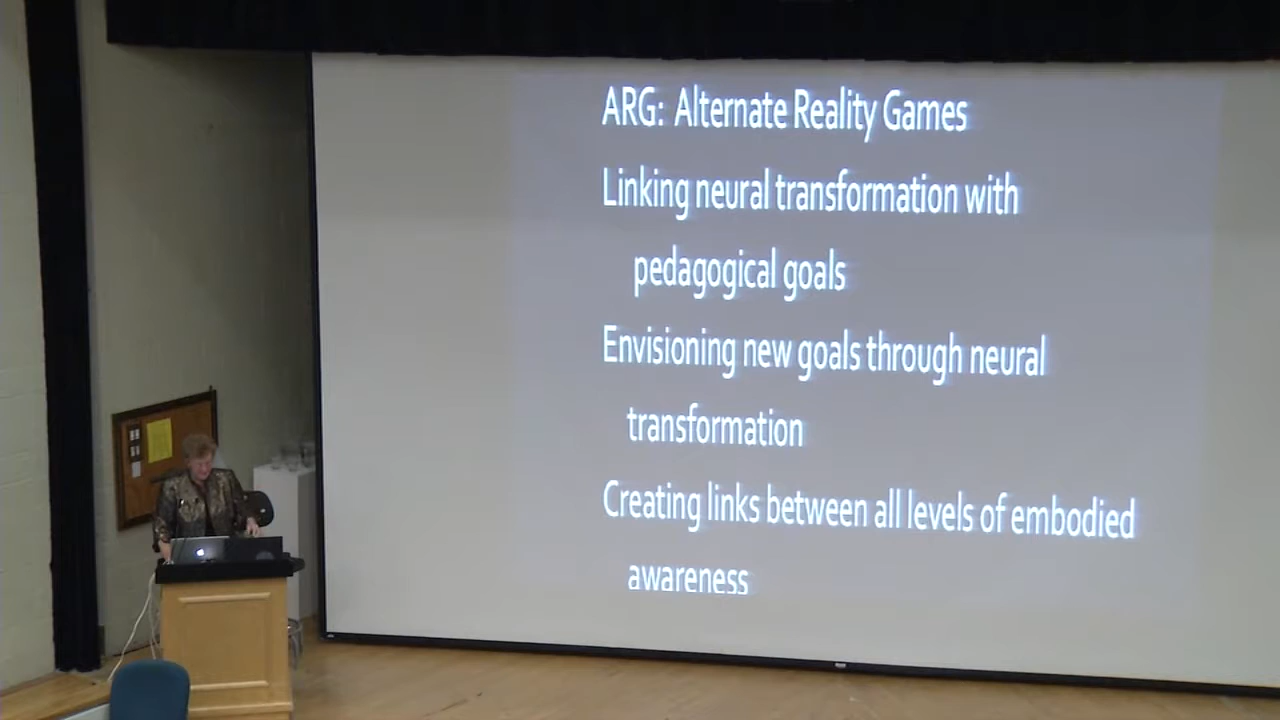 ARG: Alternate Reality Games
Linking neural transformation with
pedagogical goals
Envisioning new goals through neural
transformation
Creating links between all levels of embodied
awareness